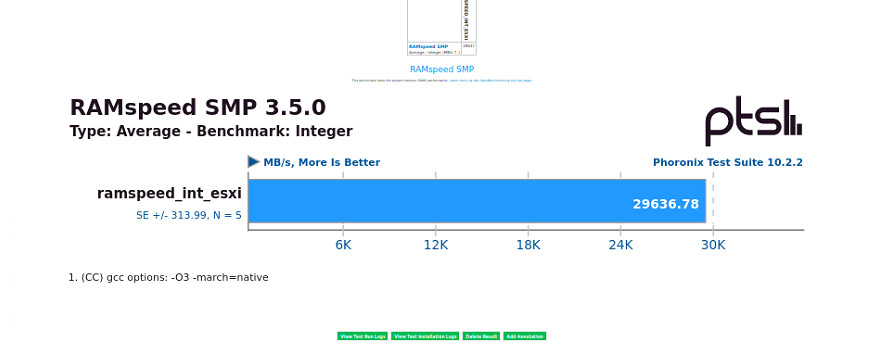 RAMspeed SMP
Average - Integer (MB/s ↑ )
29637
RAMspeed SMP
RAMspeed SMP 3.5.0
Type: Average - Benchmark: Integer
ptsl
MB/s, More Is Better
Phoronix Test Suite 10.2.2
ramspeed_int_esxi
SE +/- 313.99, N = 5
29636.78
6K 12K 18K 24K 30K
1. (CC) gcc options: -O3 -march=native
View Test Run Logs View Test Installation Logs Delete Result Add Annotation